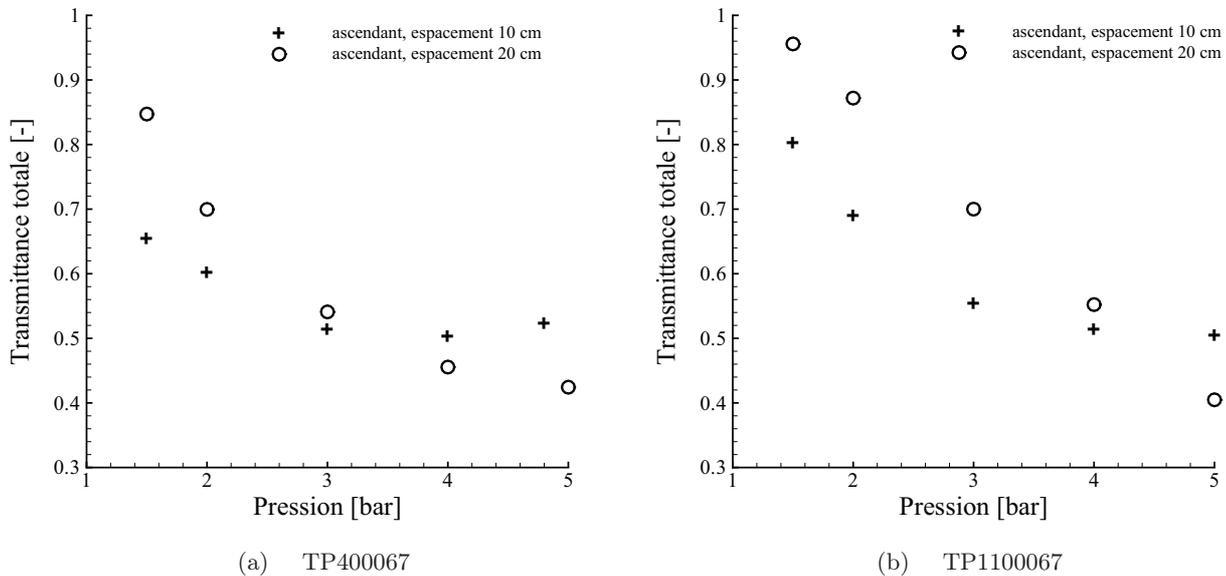 1
0.9
0.8
0.7
0.6
0.5
0.4
0.3
Transmittance totale [-]
ascendant, espacement 10 cm
ascendant, espacement 20 cm
1 2 3 4 5
Pression [bar]
(a) TP400067
1
0.9
0.8
0.7
0.6
0.5
0.4
0.3
Transmittance totale [-]
ascendant, espacement 10 cm
ascendant, espacement 20 cm
1 2 3 4 5
Pression [bar]
(b) TP1100067